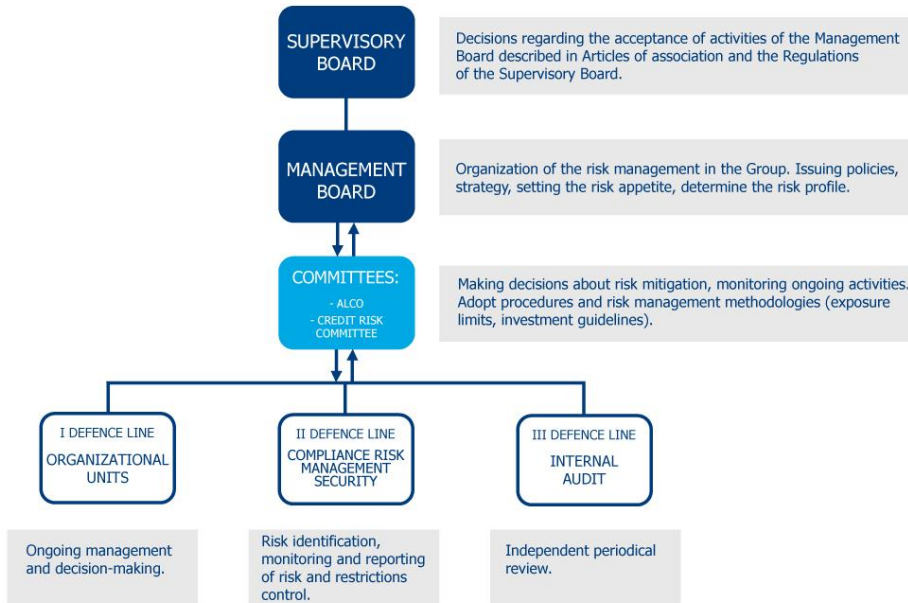 SUPERVISORY
BOARD
Decisions regarding the acceptance of activities of the Management
Board described in Articles of association and the Regulations
of the Supervisory Board.
MANAGEMENT
BOARD
Organization of the risk management in the Group. Issuing policies,
strategy, setting the risk appetite, determine the risk profile.
COMMITTEES:
- ALCO
- CREDIT RISK
COMMITTEE
Making decisions about risk mitigation, monitoring ongoing activities.
Adopt procedures and risk management methodologies (exposure
limits, investment guidelines).
I DEFENCE LINE
ORGANIZATIONAL
UNITS
II DEFENCE LINE
COMPLIANCE RISK
MANAGEMENT
SECURITY
III DEFENCE LINE
INTERNAL
AUDIT
Ongoing management
and decision-making.
Risk identification,
monitoring and reporting
of risk and restrictions
control.
Independent periodical
review.